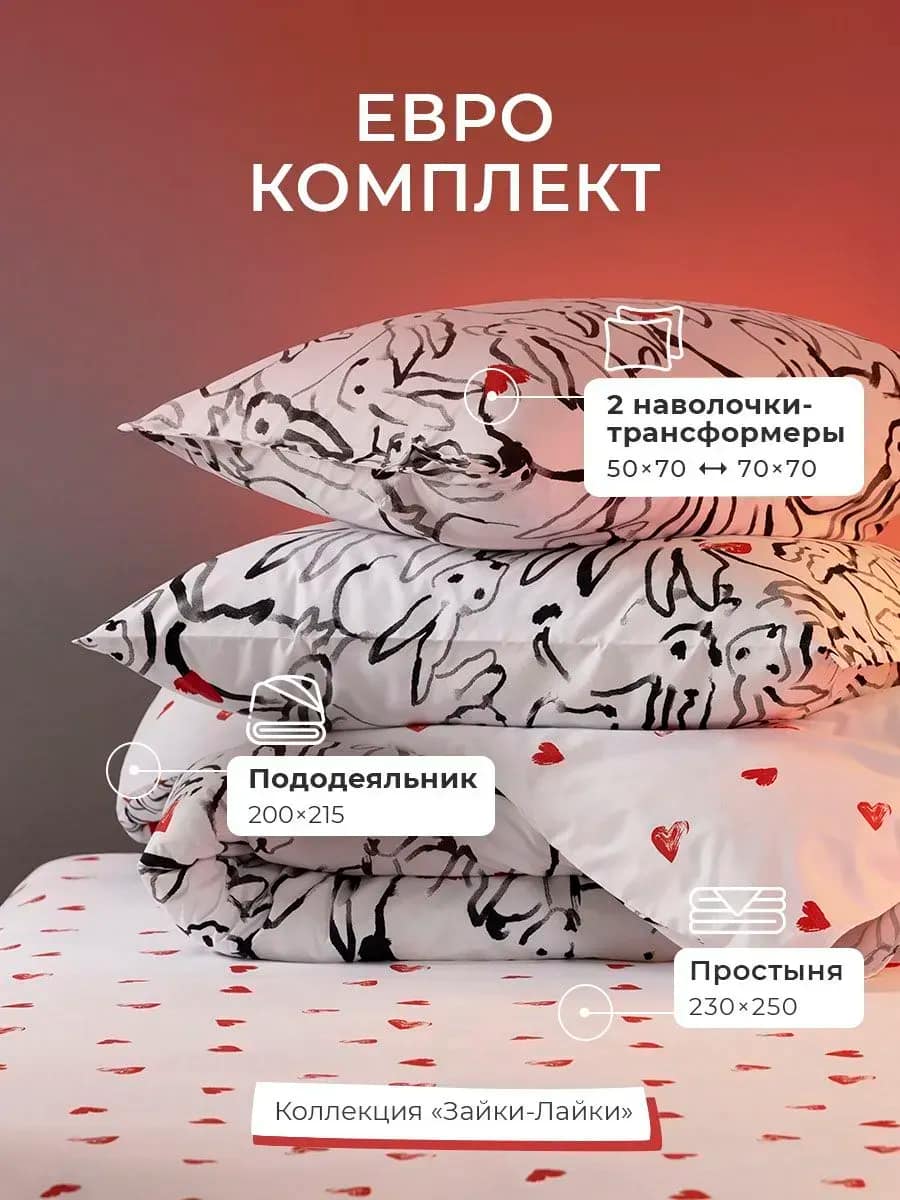 ЕВРО
КОМПЛЕКТ
2 наволочки-
трансформеры
50×70 ↔ 70×70
Пододеяльник
200×215
Простыня
230×250
Коллекция «Зайки-Лайки»